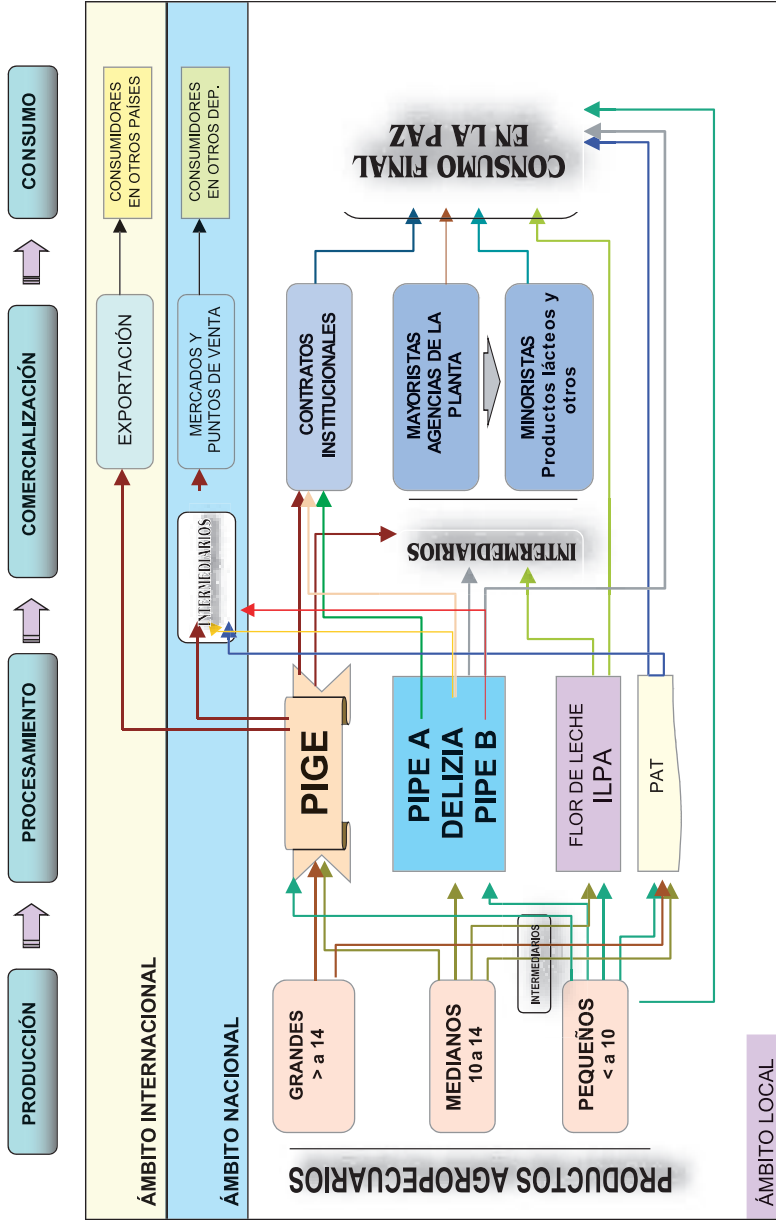 PRODUCCIÓN
PROCESAMIENTO
COMERCIALIZACIÓN
CONSUMO
ÁMBITO INTERNACIONAL
EXPORTACIÓN
CONSUMIDORES
EN OTROS PAÍSES
ÁMBITO NACIONAL
INTERMEDIARIOS
MERCADOS Y
PUNTOS DE VENTA
CONSUMIDORES
EN OTROS DEP.
PRODUCTOS AGROPECUARIOS
GRANDES
> a 14
MEDIANOS
10 a 14
PEQUEÑOS
< a 10
INTERMEDIARIOS
PIGE
PIPE A
DELIZIA
PIPE B
FLOR DE LECHE
ILPA
PAT
INTERMEDIARIOS
CONTRATOS
INSTITUCIONALES
MAYORISTAS
AGENCIAS DE LA
PLANTA
MINORISTAS
Productos lácteos y
otros
CONSUMO FINAL
EN LA PAZ
ÁMBITO LOCAL